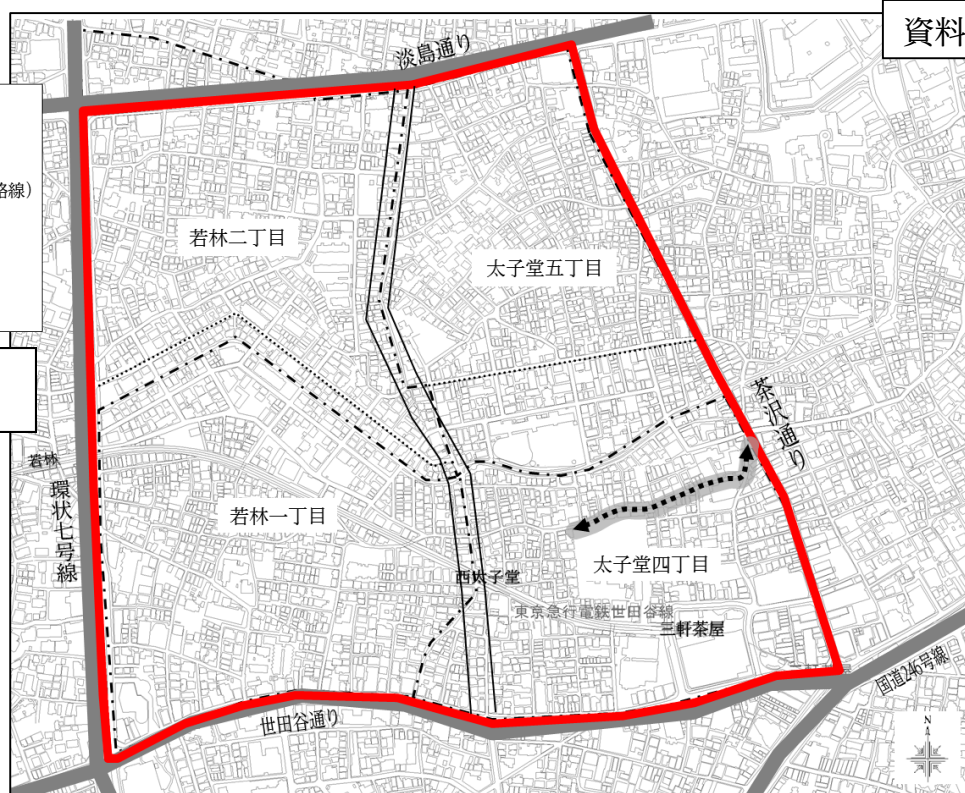 資料
淡島通り
路線）
若林二丁目
太子堂五丁目
茶沢通り
若林
環状七号線
若林一丁目
太子堂四丁目
西太子堂
東京急行電鉄世田谷線
三軒茶屋
国道246号線
世田谷通り
N